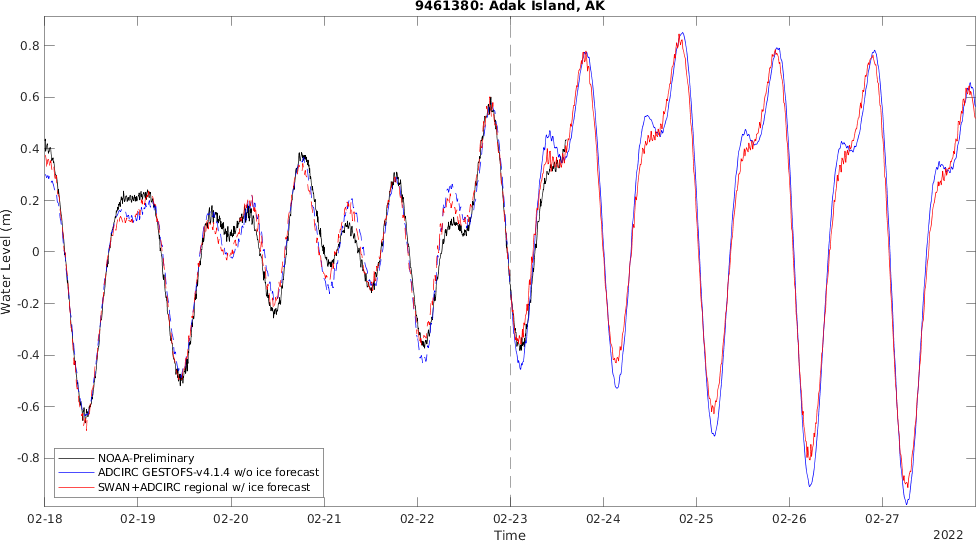 9461380: Adak Island, AK
Water Level (m)
0.8
0.6
0.4
0.2
0
-0.2
-0.4
-0.6
-0.8
NOAA-Preliminary
ADCIRC GESTOFS-v4.1.4 w/o ice forecast
SWAN+ADCIRC regional w/ ice forecast
02-18 02-19 02-20 02-21 02-22 02-23 02-24 02-25 02-26 02-27
Time
2022